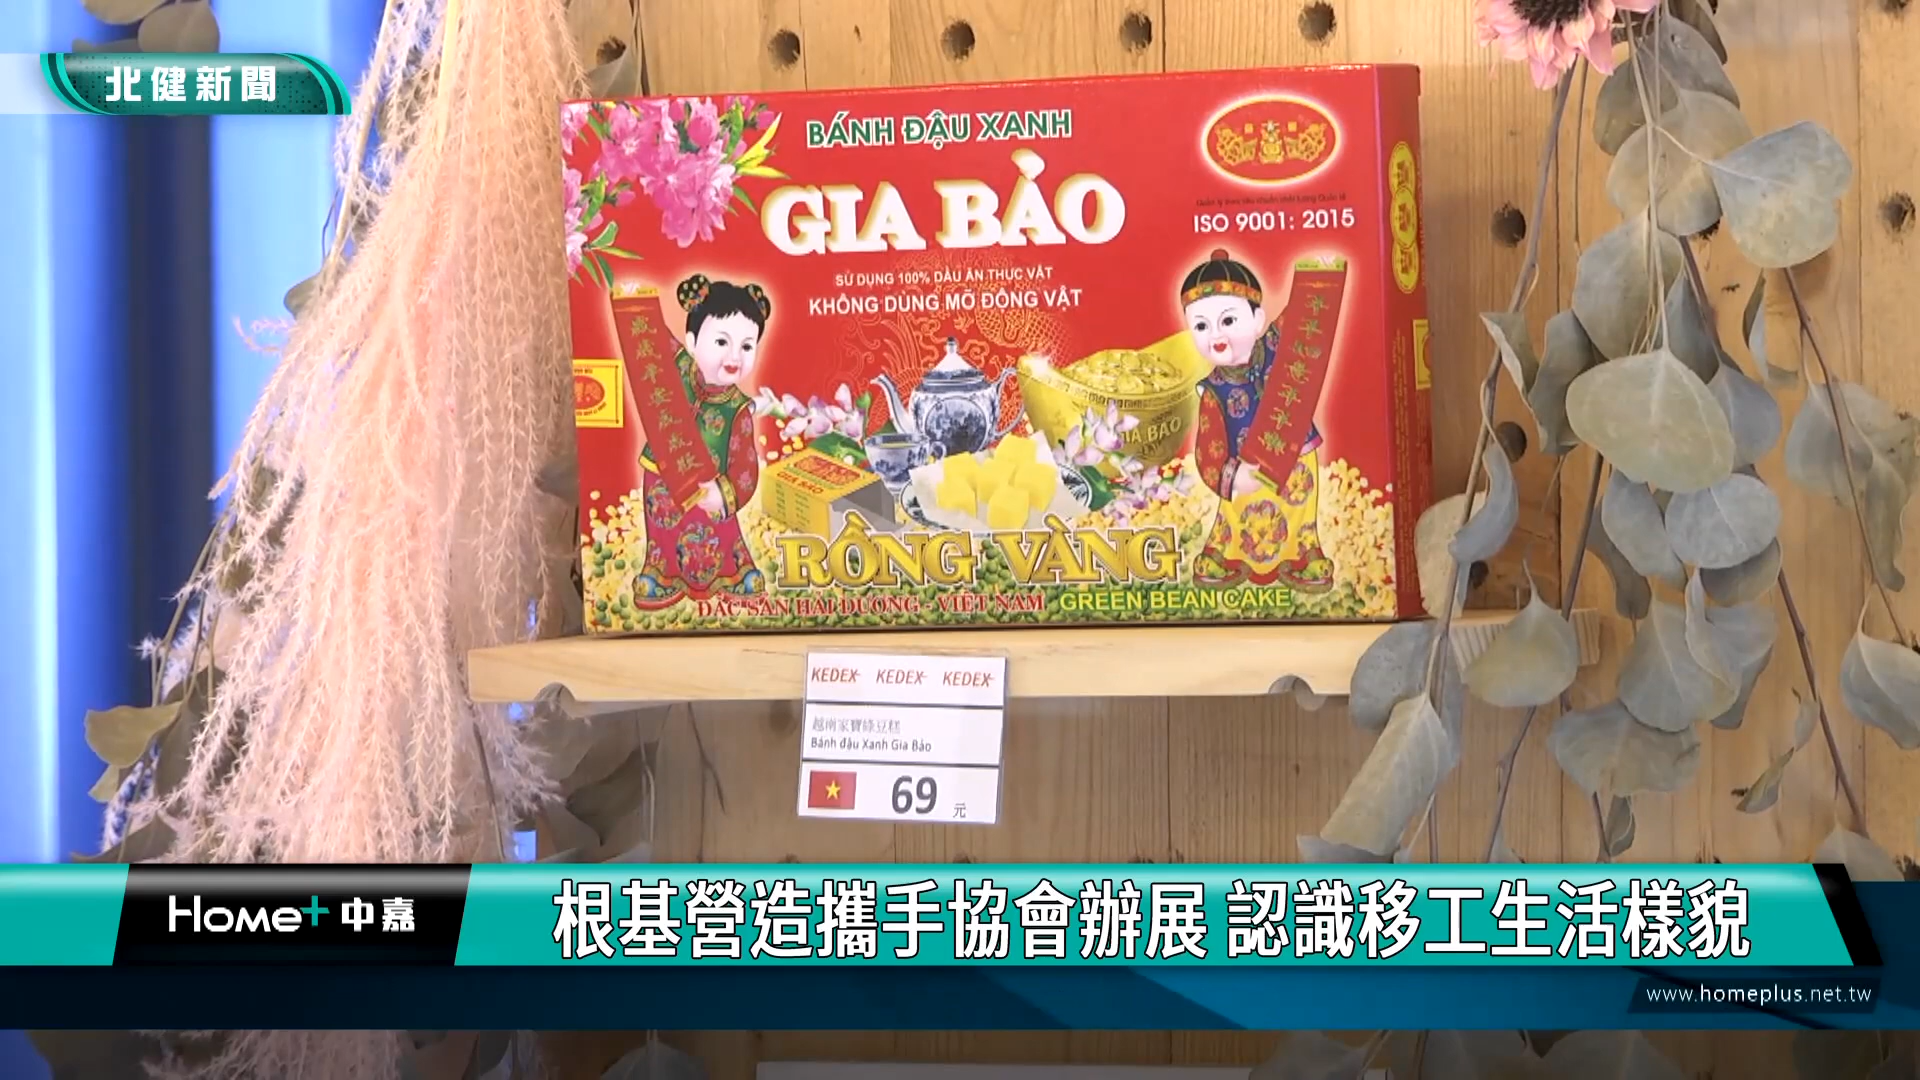 北健新聞
BÁNH ĐẬU XANH
GIA BẢO
ISO 9001: 2015
SỬ DỤNG 100% DẦU ĂN THỰC VẬT
KHÔNG DÙNG MỠ ĐỘNG VẬT
GIA BẢO
RỒNG VÀNG
ĐẶC SẢN HẢI DƯƠNG - VIỆT NAM GREEN BEAN CAKE
KEDEX KEDEX KEDEX
越南家寶綠豆糕
Bánh đậu Xanh Gia Bảo
69 元
Home+ 中嘉
根基營造攜手協會辦展 認識移工生活樣貌
www.homeplus.net.tw